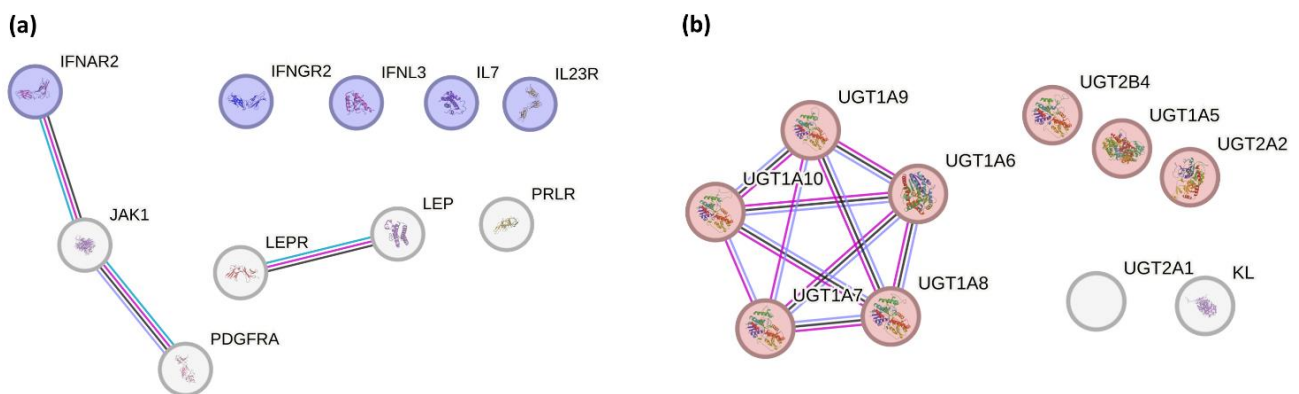 (a)
IFNAR2
IFNGR2
IFNL3
IL7
IL23R
JAK1
LEPR
LEP
PRLR
PDGFRA
(b)
UGT1A9
UGT1A6
UGT1A10
UGT1A7
UGT1A8
UGT2B4
UGT1A5
UGT2A2
UGT2A1
KL